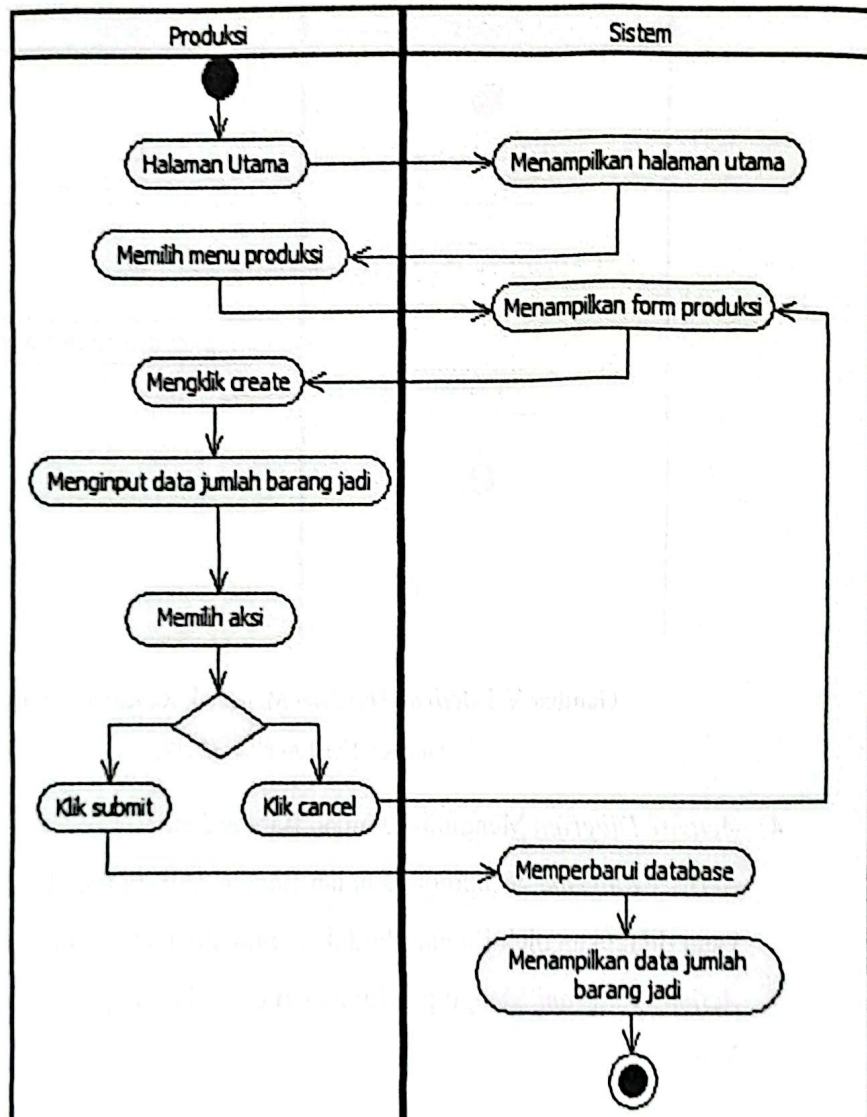 Produksi
Sistem
Halaman Utama
Menampilkan halaman utama
Memilih menu produksi
Menampilkan form produksi
Mengklik create
Menginput data jumlah barang jadi
Memilih aksi
Klik submit
Klik cancel
Memperbarui database
Menampilkan data jumlah
barang jadi